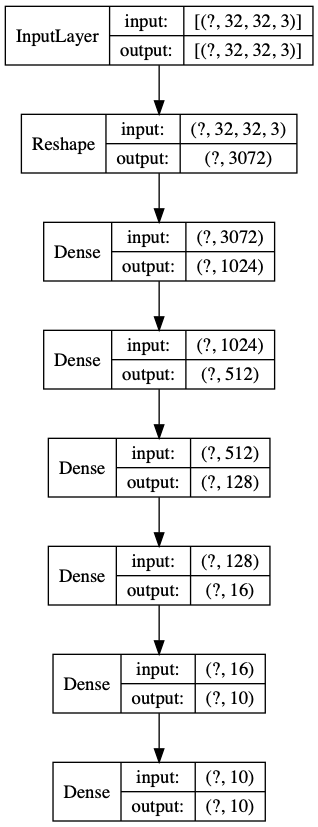 InputLayer
input: [(?, 32, 32, 3)]
output: [(?, 32, 32, 3)]
Reshape
input: (?, 32, 32, 3)
output: (?, 3072)
Dense
input: (?, 3072)
output: (?, 1024)
Dense
input: (?, 1024)
output: (?, 512)
Dense
input: (?, 512)
output: (?, 128)
Dense
input: (?, 128)
output: (?, 16)
Dense
input: (?, 16)
output: (?, 10)
Dense
input: (?, 10)
output: (?, 10)